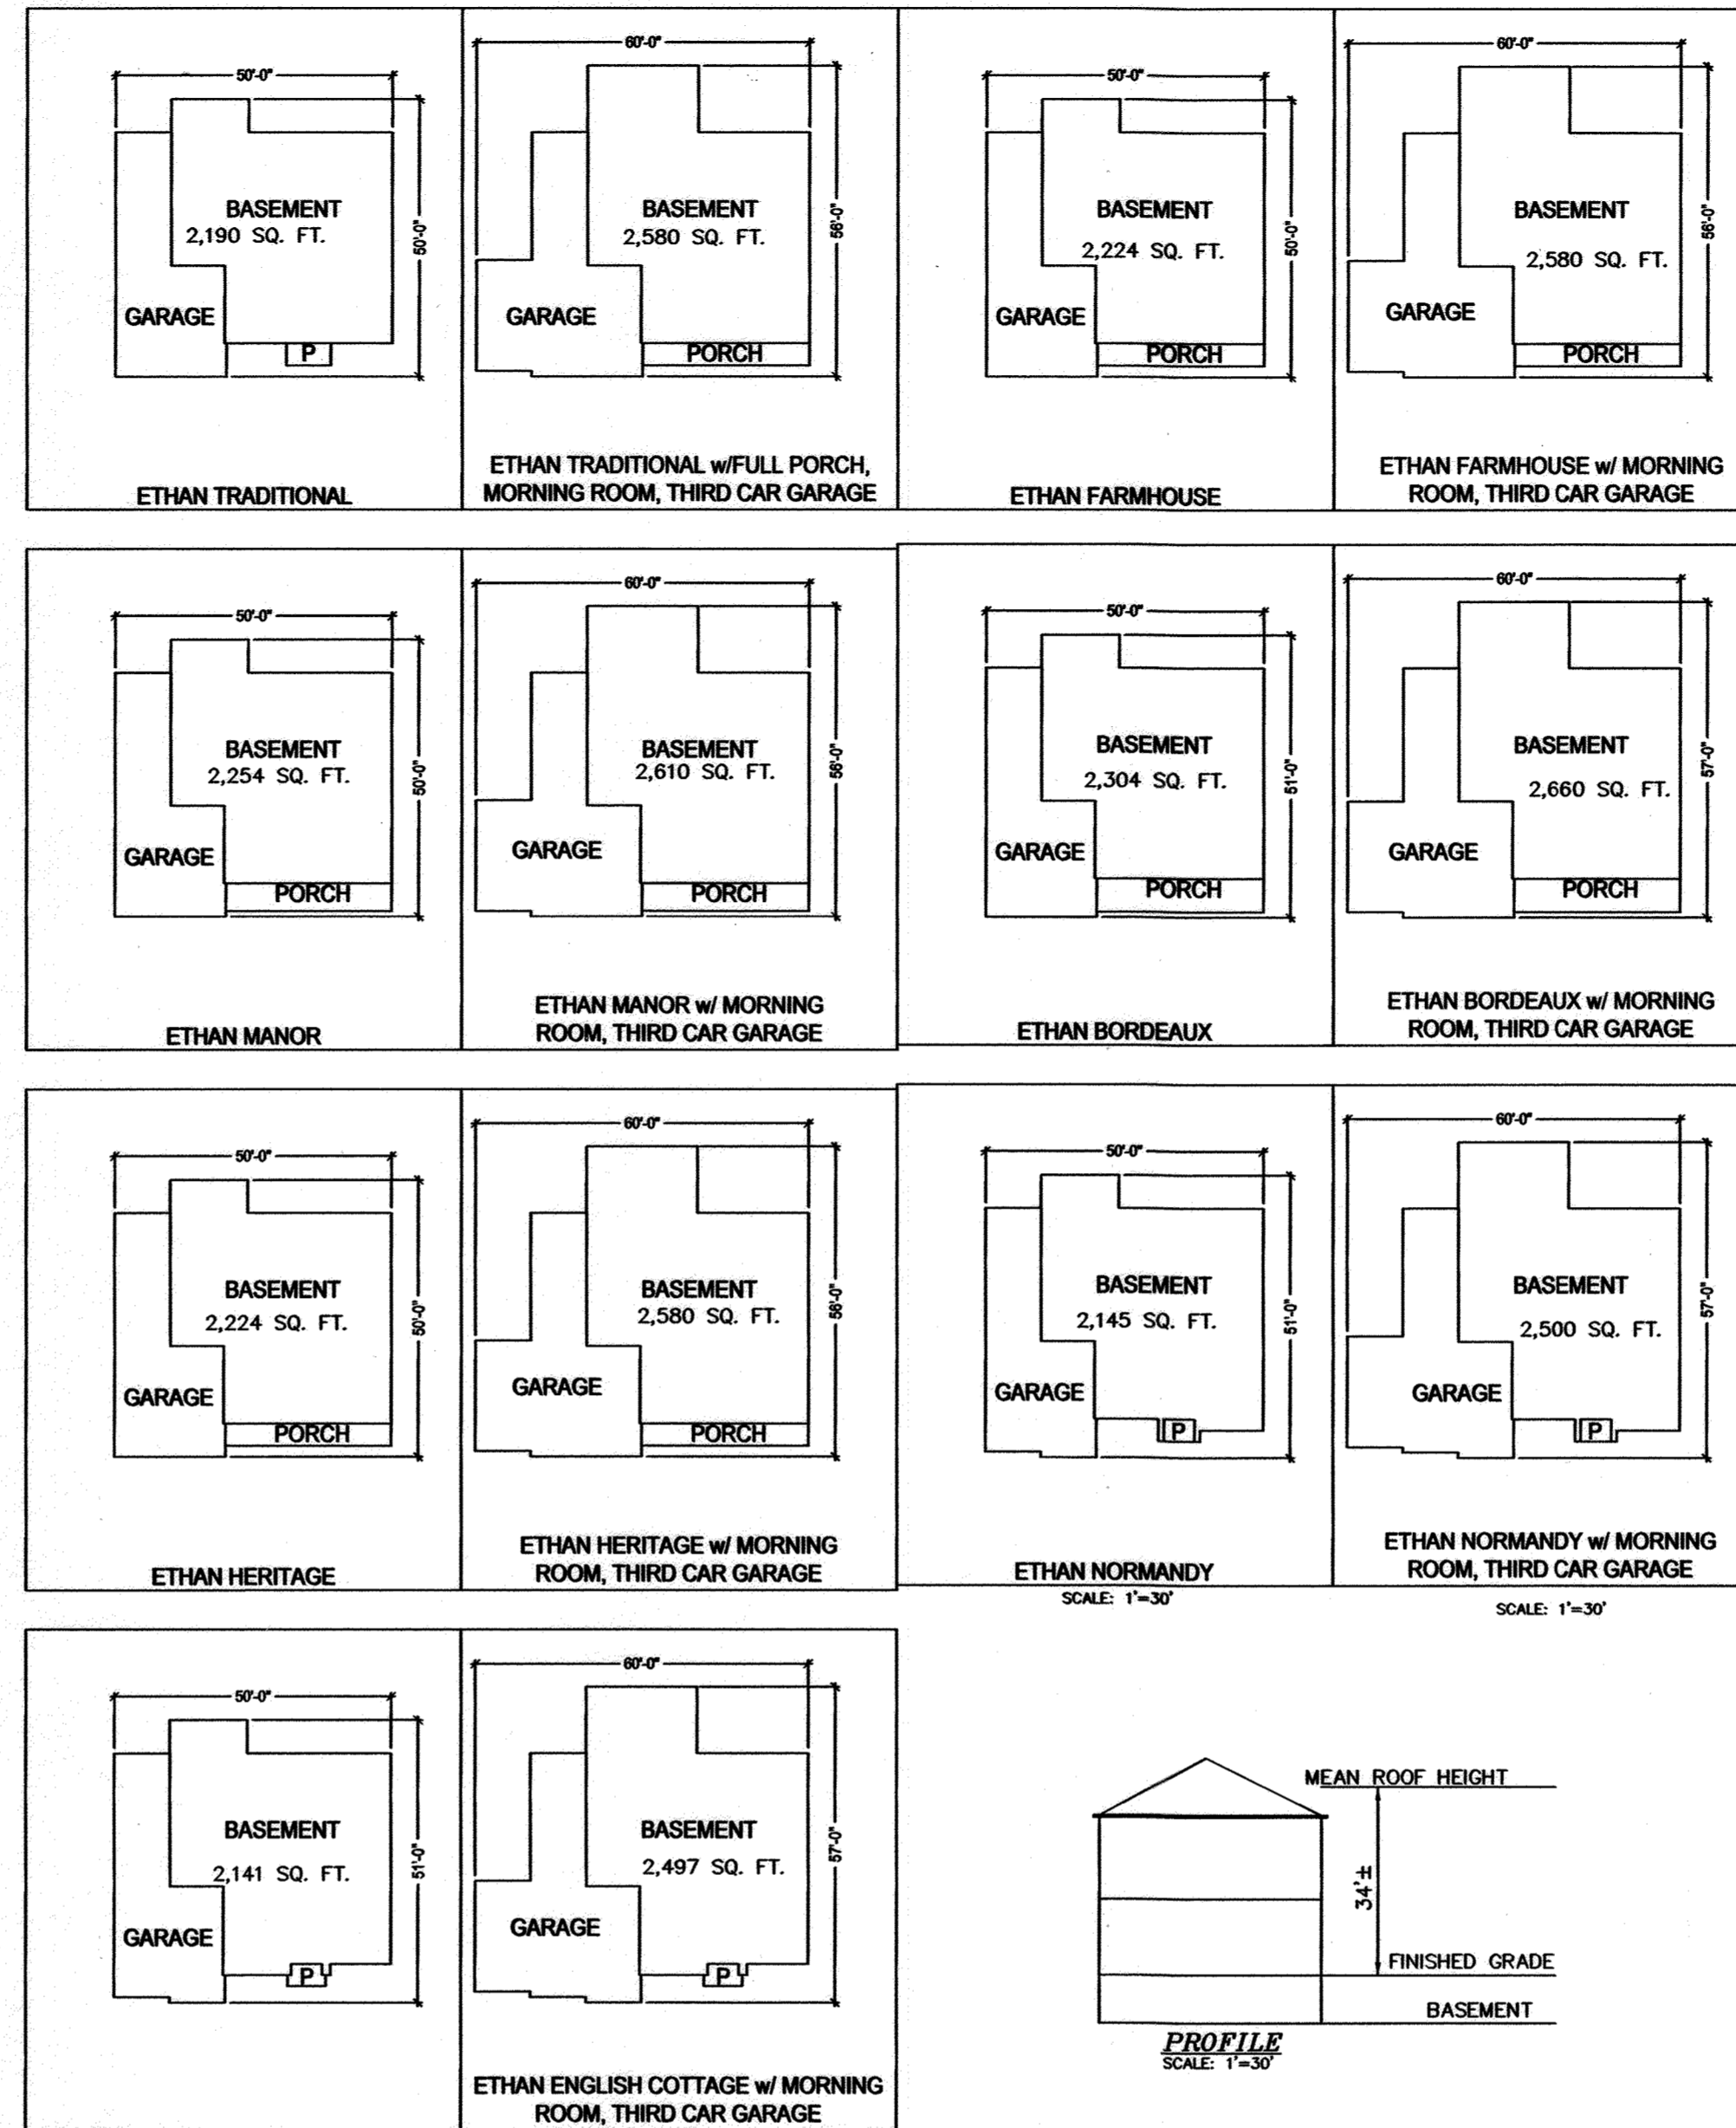 50'-0"
50'-0"
BASEMENT
2,190 SQ. FT.
GARAGE
P
ETHAN TRADITIONAL
60'-0"
56'-0"
BASEMENT
2,580 SQ. FT.
GARAGE
PORCH
ETHAN TRADITIONAL w/FULL PORCH,
MORNING ROOM, THIRD CAR GARAGE
50'-0"
50'-0"
BASEMENT
2,224 SQ. FT.
GARAGE
PORCH
ETHAN FARMHOUSE
60'-0"
56'-0"
BASEMENT
2,580 SQ. FT.
GARAGE
PORCH
ETHAN FARMHOUSE w/ MORNING
ROOM, THIRD CAR GARAGE
50'-0"
50'-0"
BASEMENT
2,254 SQ. FT.
GARAGE
PORCH
ETHAN MANOR
60'-0"
56'-0"
BASEMENT
2,610 SQ. FT.
GARAGE
PORCH
ETHAN MANOR w/ MORNING
ROOM, THIRD CAR GARAGE
50'-0"
51'-0"
BASEMENT
2,304 SQ. FT.
GARAGE
PORCH
ETHAN BORDEAUX
60'-0"
57'-0"
BASEMENT
2,660 SQ. FT.
GARAGE
PORCH
ETHAN BORDEAUX w/ MORNING
ROOM, THIRD CAR GARAGE
50'-0"
50'-0"
BASEMENT
2,224 SQ. FT.
GARAGE
PORCH
ETHAN HERITAGE
60'-0"
56'-0"
BASEMENT
2,580 SQ. FT.
GARAGE
PORCH
ETHAN HERITAGE w/ MORNING
ROOM, THIRD CAR GARAGE
50'-0"
51'-0"
BASEMENT
2,145 SQ. FT.
GARAGE
P
ETHAN NORMANDY
SCALE: 1'=30'
60'-0"
57'-0"
BASEMENT
2,500 SQ. FT.
GARAGE
P
ETHAN NORMANDY w/ MORNING
ROOM, THIRD CAR GARAGE
SCALE: 1'=30'
50'-0"
51'-0"
BASEMENT
2,141 SQ. FT.
GARAGE
P
60'-0"
57'-0"
BASEMENT
2,497 SQ. FT.
GARAGE
P
ETHAN ENGLISH COTTAGE w/ MORNING
ROOM, THIRD CAR GARAGE
MEAN ROOF HEIGHT
34'±
FINISHED GRADE
BASEMENT
PROFILE
SCALE: 1'=30'